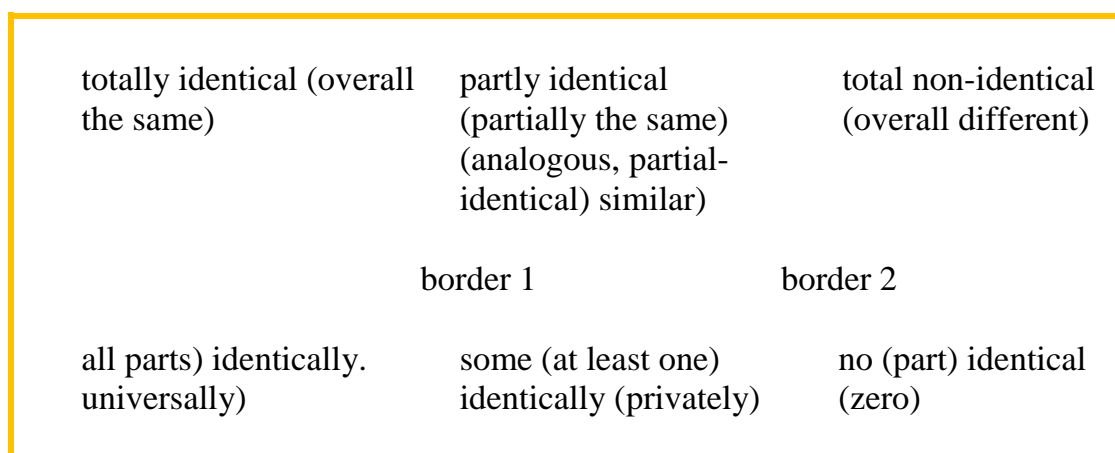 totally identical (overall the same)
partly identical (partially the same) (analogous, partial-identical) similar)
total non-identical (overall different)
border 1
border 2
all parts) identically. universally)
some (at least one) identically (privately)
no (part) identical (zero)